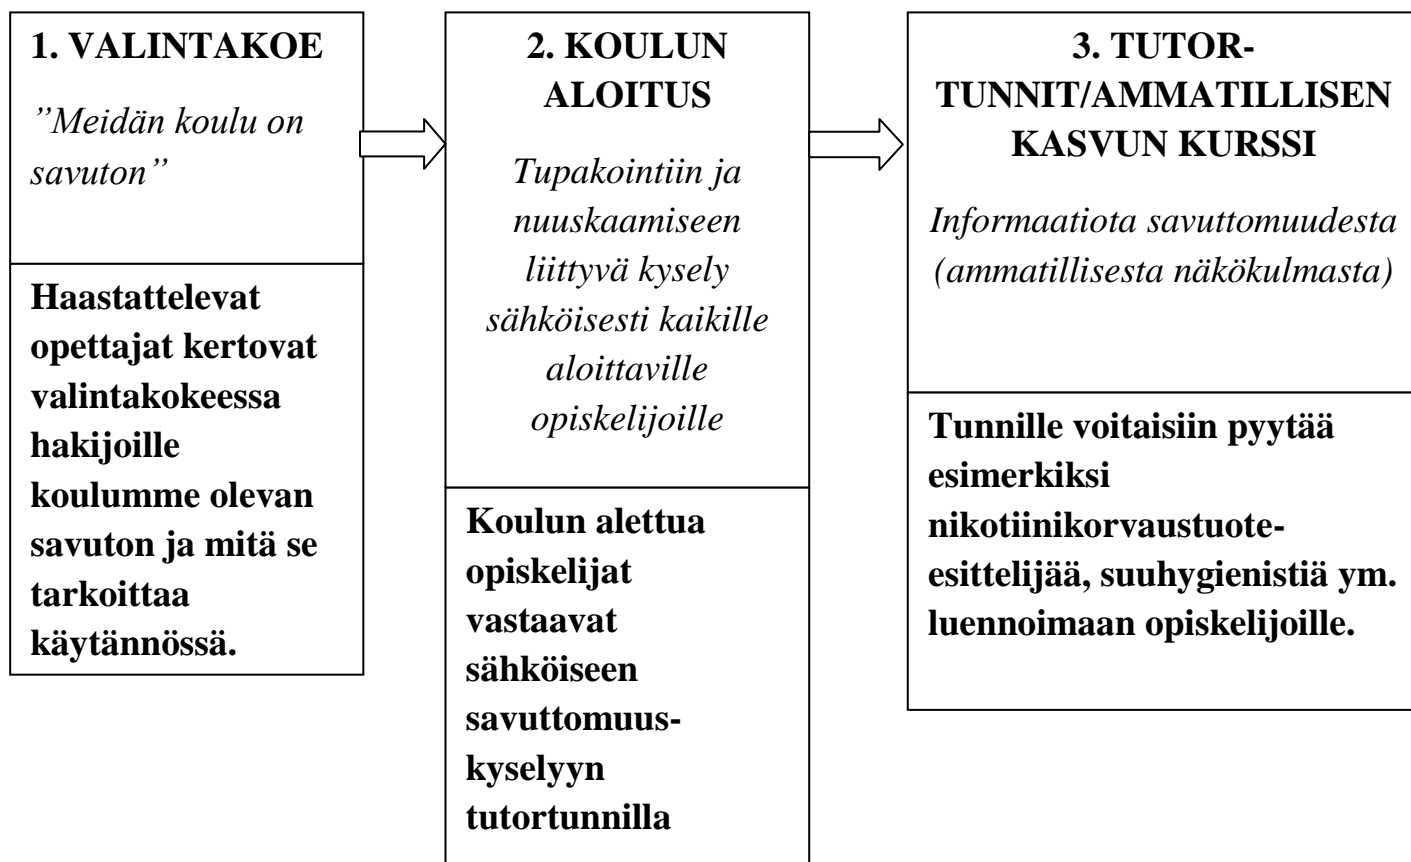 1. VALINTAKOE
”Meidän koulu on
savuton”
Haastattelevat
opettajat kertovat
valintakokeessa
hakijoille
koulumme olevan
savuton ja mitä se
tarkoittaa
käytännössä.
2. KOULUN
ALOITUS
Tupakointiin ja
nuuskaamiseen
liittyvä kysely
sähköisesti kaikille
aloittaville
opiskelijoille
Koulun alettua
opiskelijat
vastaavat
sähköiseen
savuttomuus-
kyselyyn
tutortunnilla
3. TUTOR-
TUNNIT/AMMATILLISEN
KASVUN KURSSI
Informaatiota savuttomuudesta
(ammatillisesta näkökulmasta)
Tunnille voitaisiin pyytää
esimerkiksi
nikotiinikorvaustuote-
esittelijää, suuhygienistiä ym.
luennoimaan opiskelijoille.